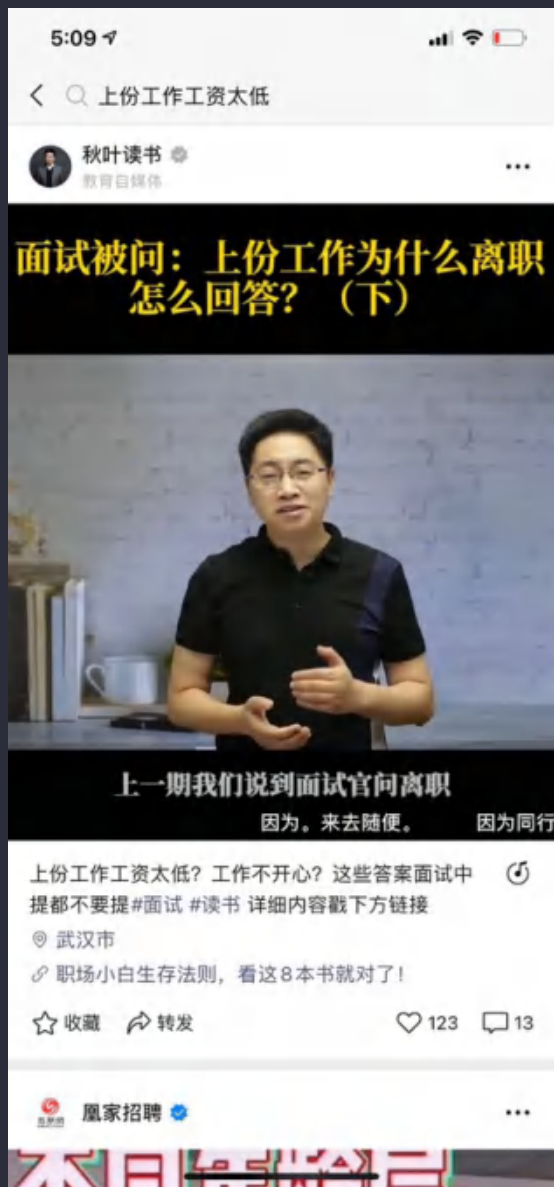 5:09
上份工作工资太低
秋叶读书
教育自媒体
面试被问：上份工作为什么离职
怎么回答？（下）
上一期我们说到面试官问离职
因为。来去随便。 因为同行
上份工作工资太低？工作不开心？这些答案面试中
提都不要提#面试 #读书 详细内容戳下方链接
武汉市
职场小白生存法则，看这8本书就对了！
收藏 转发 123 13
凰家招聘